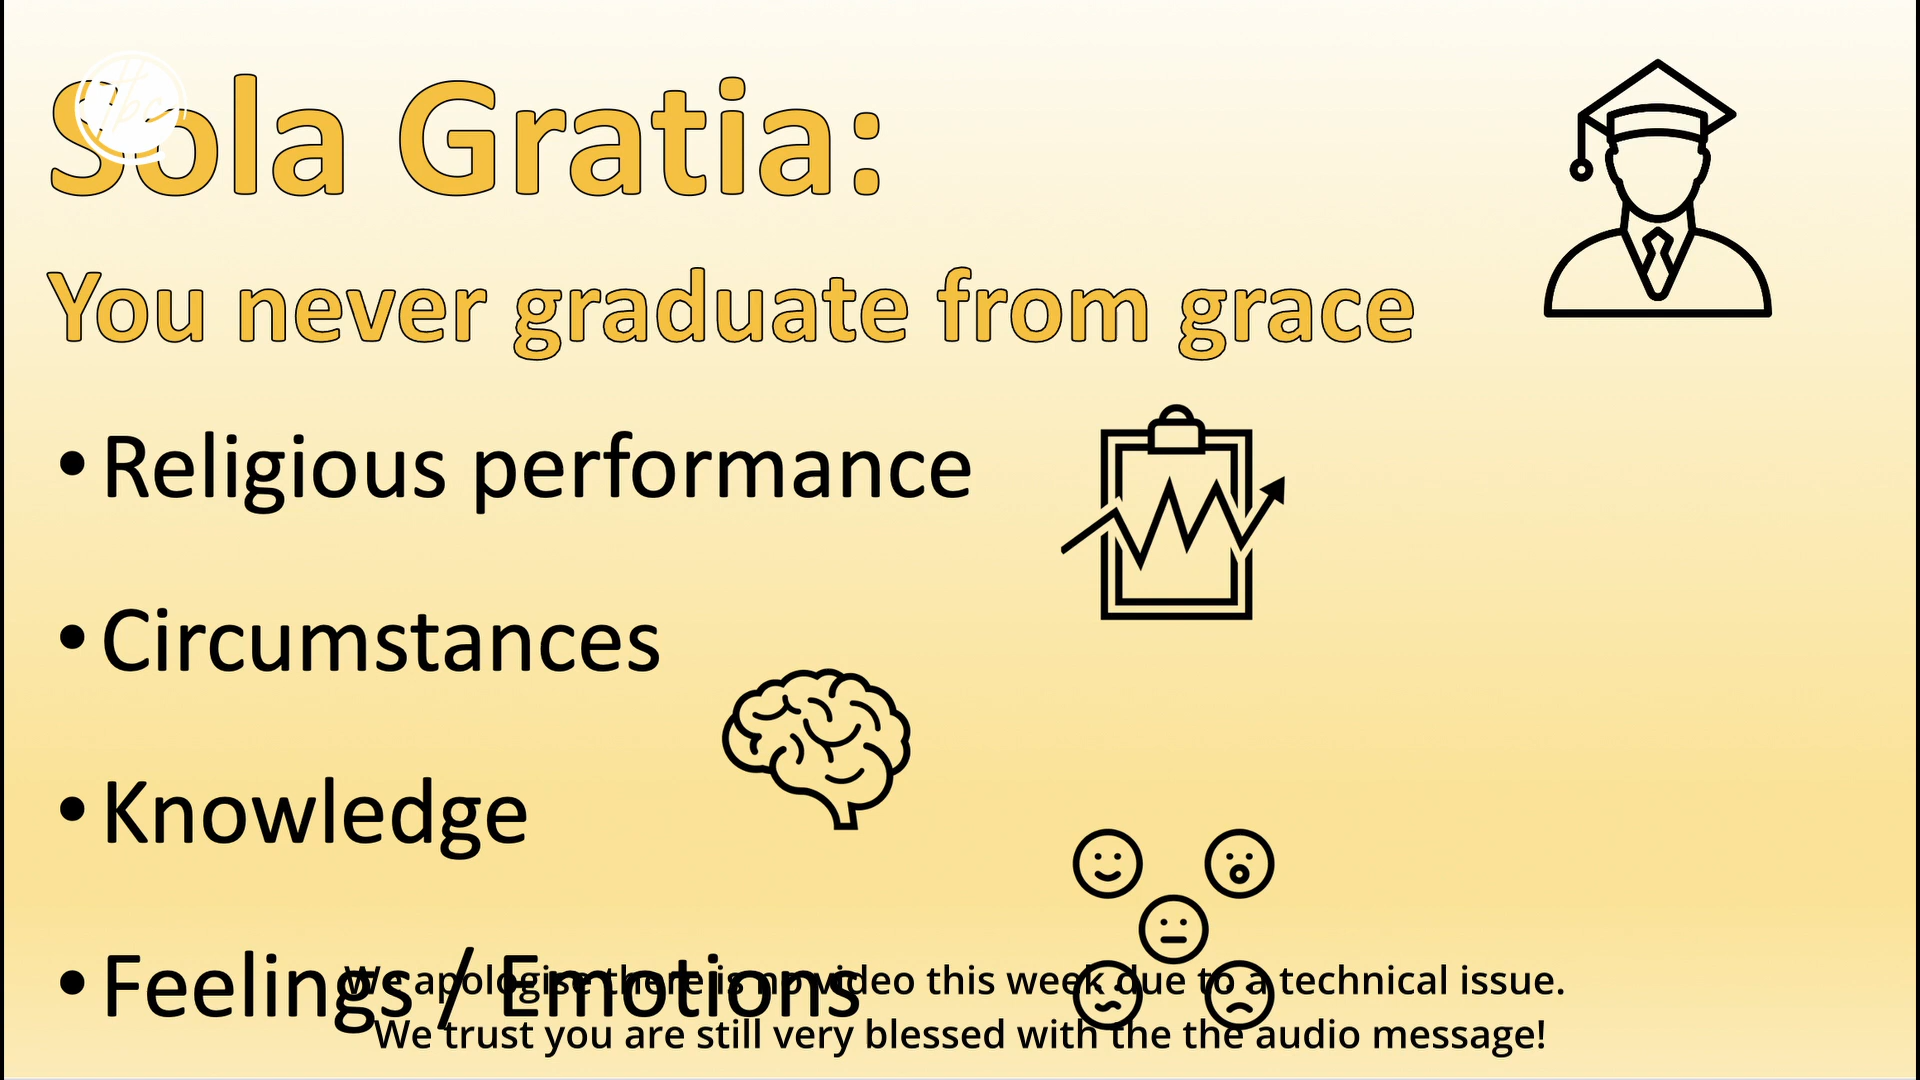 Sola Gratia:
You never graduate from grace
• Religious performance
• Circumstances
• Knowledge
• Feelings / Emotions
We apologise there is no video this week due to a technical issue.
We trust you are still very blessed with the the audio message!